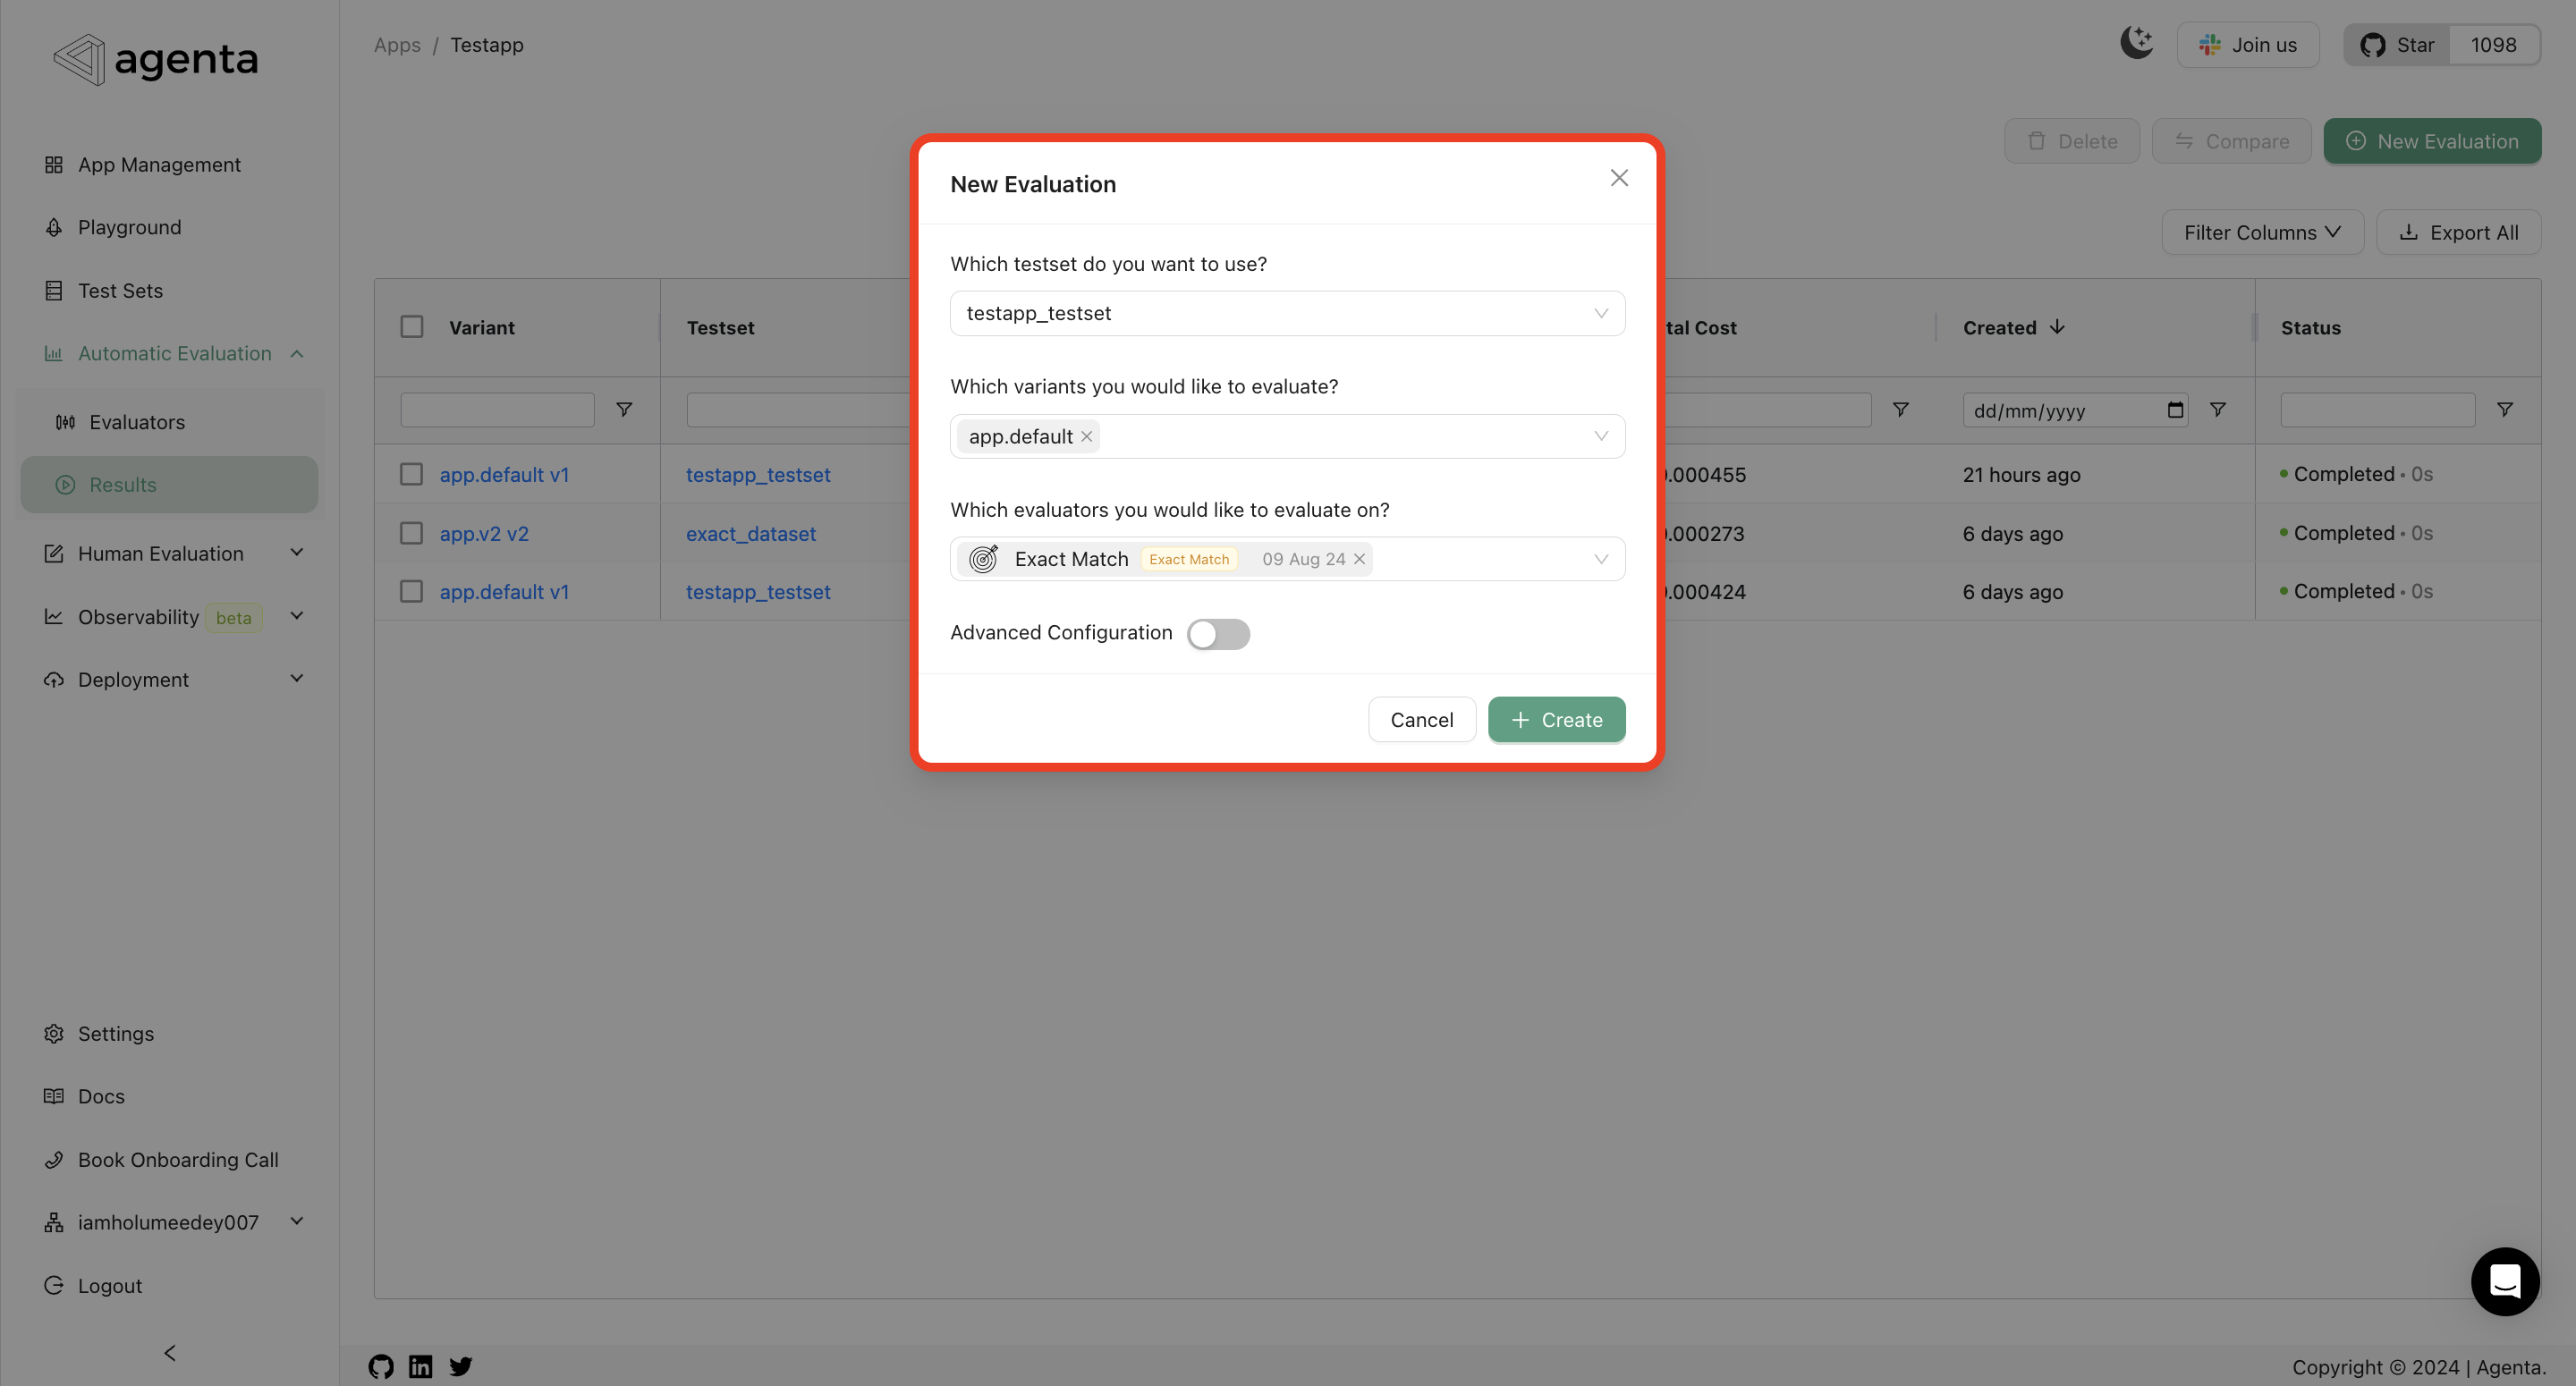 agenta
Apps / Testapp
Join us
Star 1098
App Management
Playground
Test Sets
Automatic Evaluation
Evaluators
Results
Human Evaluation
Observability beta
Deployment
Settings
Docs
Book Onboarding Call
iamholumeedey007
Logout
Delete Compare New Evaluation
Filter Columns Export All
Variant Testset tal Cost Created Status
dd/mm/yyyy
app.default v1 testapp_testset .000455 21 hours ago Completed • 0s
app.v2 v2 exact_dataset .000273 6 days ago Completed • 0s
app.default v1 testapp_testset .000424 6 days ago Completed • 0s
New Evaluation
Which testset do you want to use?
testapp_testset
Which variants you would like to evaluate?
app.default
Which evaluators you would like to evaluate on?
Exact Match Exact Match 09 Aug 24
Advanced Configuration
Cancel + Create
in
Copyright © 2024 | Agenta.